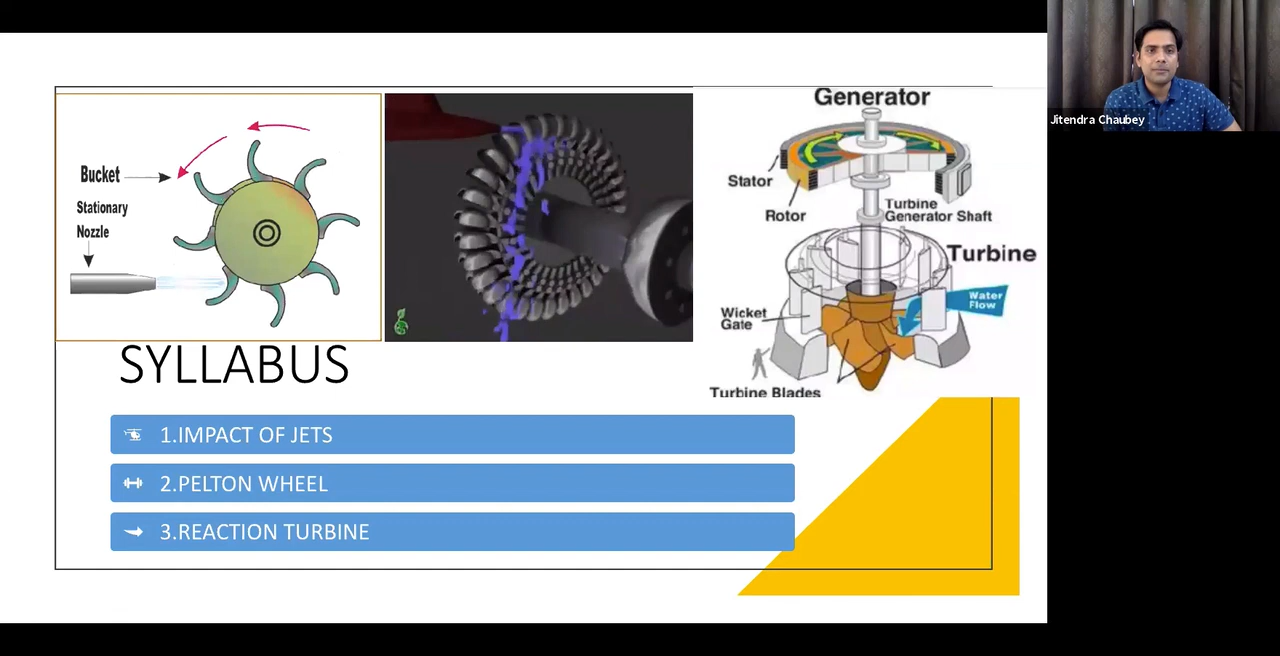 Bucket
Stationary
Nozzle
Generator
Stator
Rotor
Turbine
Generator Shaft
Turbine
Water
Flow
Wicket
Gate
Turbine Blades
SYLLABUS
1.IMPACT OF JETS
2.PELTON WHEEL
3.REACTION TURBINE
Jitendra Chaubey